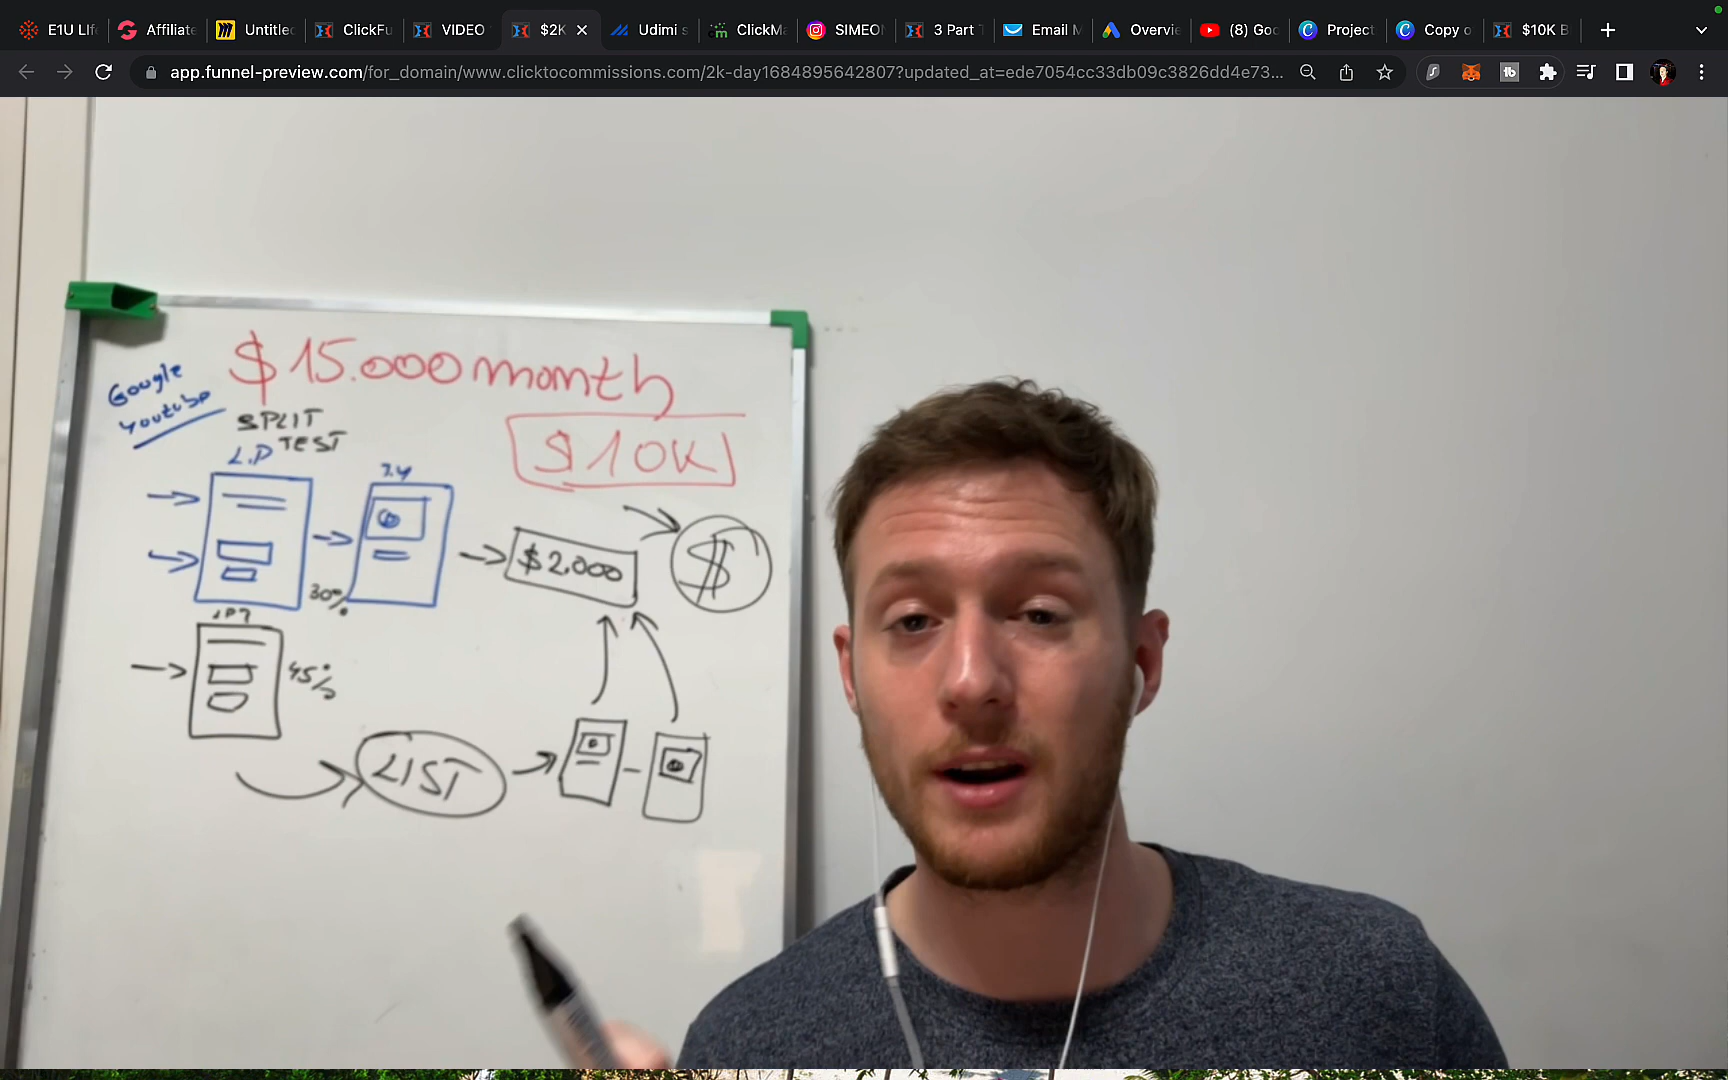 E1U LIf
Affiliate
Untitled
ClickFu
VIDEO
$2K
Udimi s
ClickMa
SIMEON
3 Part T
Email M
Overvie
(8) Goo
Project
Copy o
$10K B
app.funnel-preview.com/for_domain/www.clicktocommissions.com/2k-day1684895642807?updated_at=ede7054cc33db09c3826dd4e73...
$15.000 month
Google
Youtube
SPLIT
TEST
L.P
$10K
$2.000
$
30%
45%
LIST